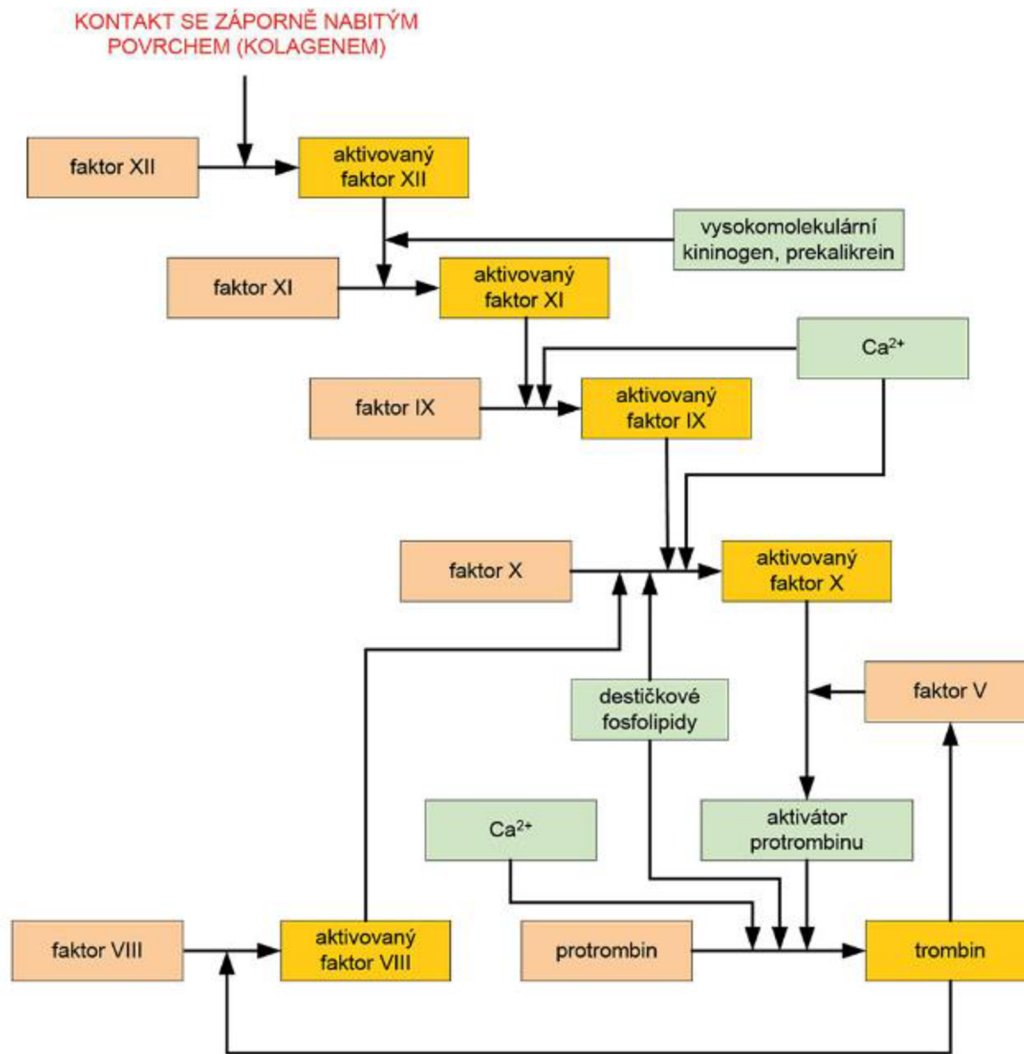 KONTAKT SE ZÁPORNĚ NABITÝM
POVRCHEM (KOLAGENEM)
faktor XII
aktivovaný
faktor XII
vysokomolekulární
kininogen, prekalikrein
faktor XI
aktivovaný
faktor XI
Ca²⁺
faktor IX
aktivovaný
faktor IX
faktor X
aktivovaný
faktor X
destičkové
fosfolipidy
faktor V
Ca²⁺
aktivátor
protrombinu
faktor VIII
aktivovaný
faktor VIII
protrombin
trombin